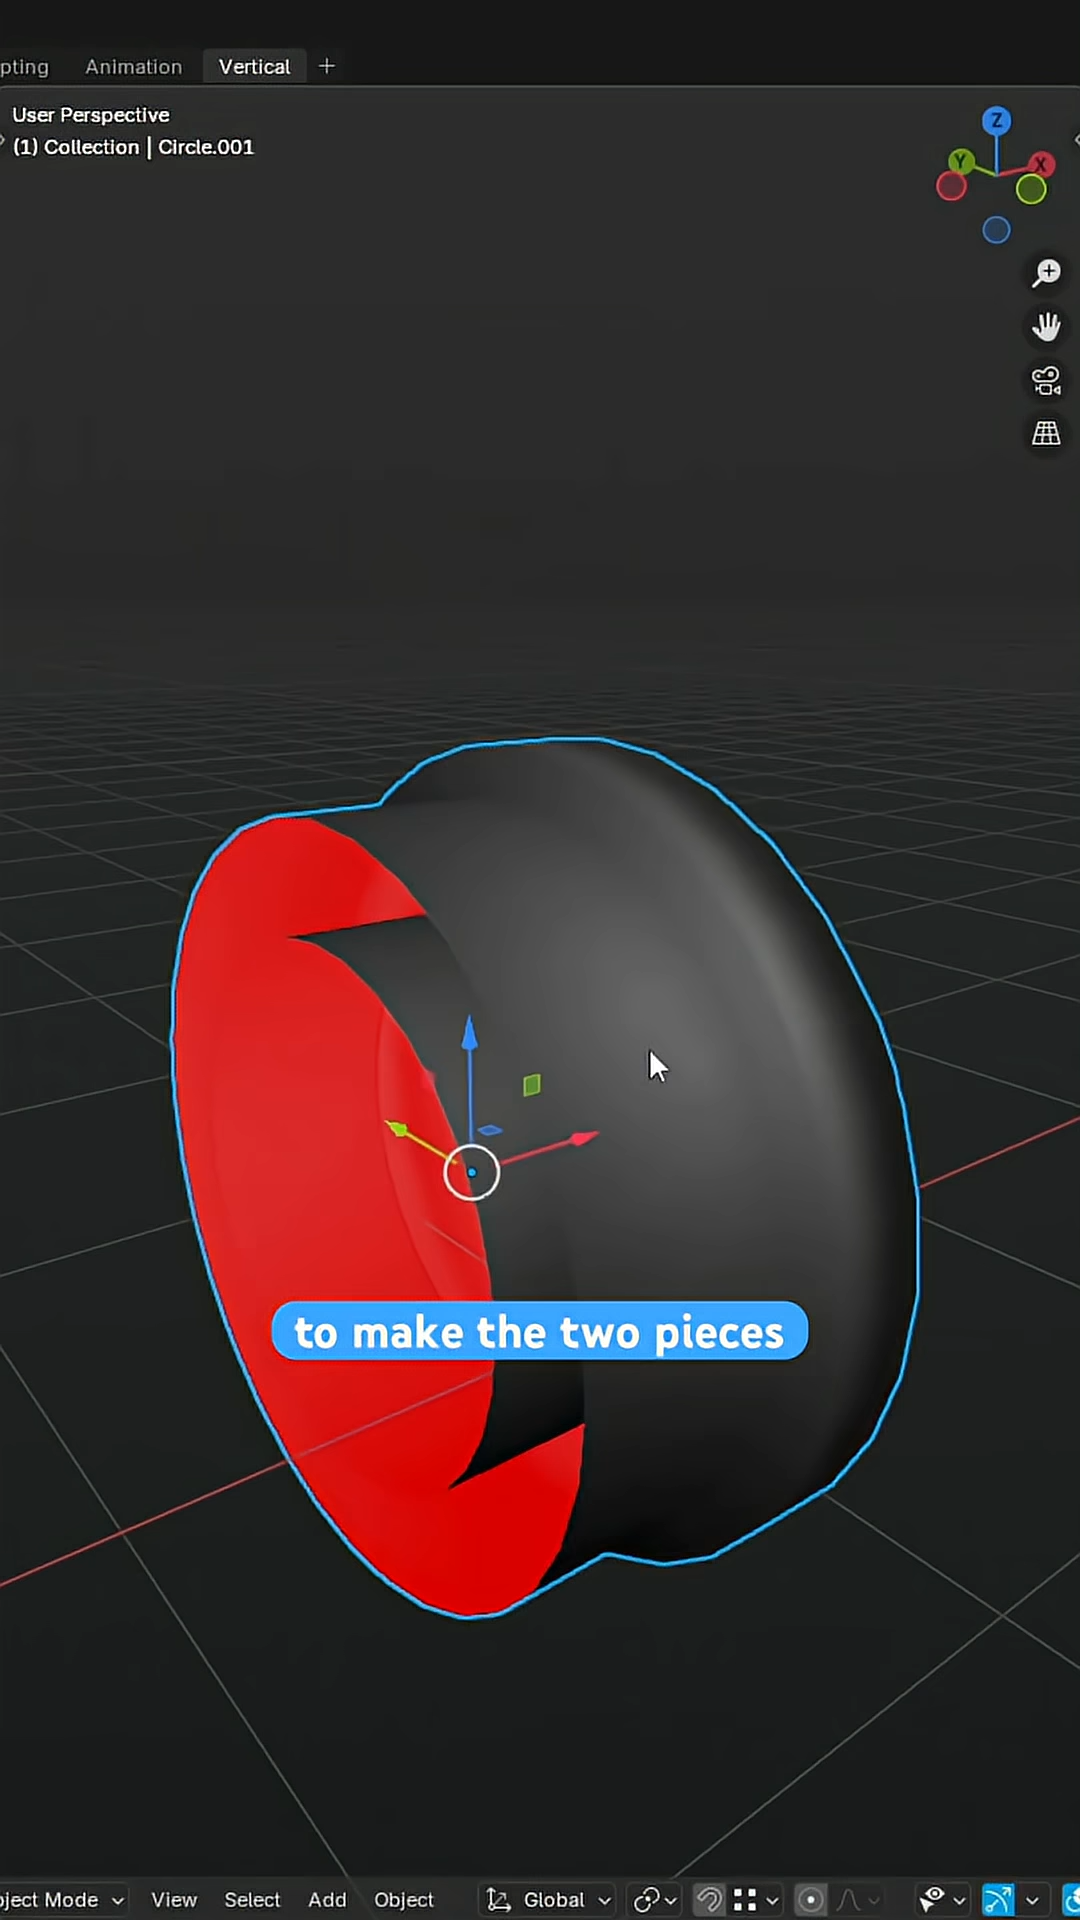 pting Animation Vertical +
User Perspective
(1) Collection | Circle.001
Z
Y X
to make the two pieces
ject Mode View Select Add Object Global